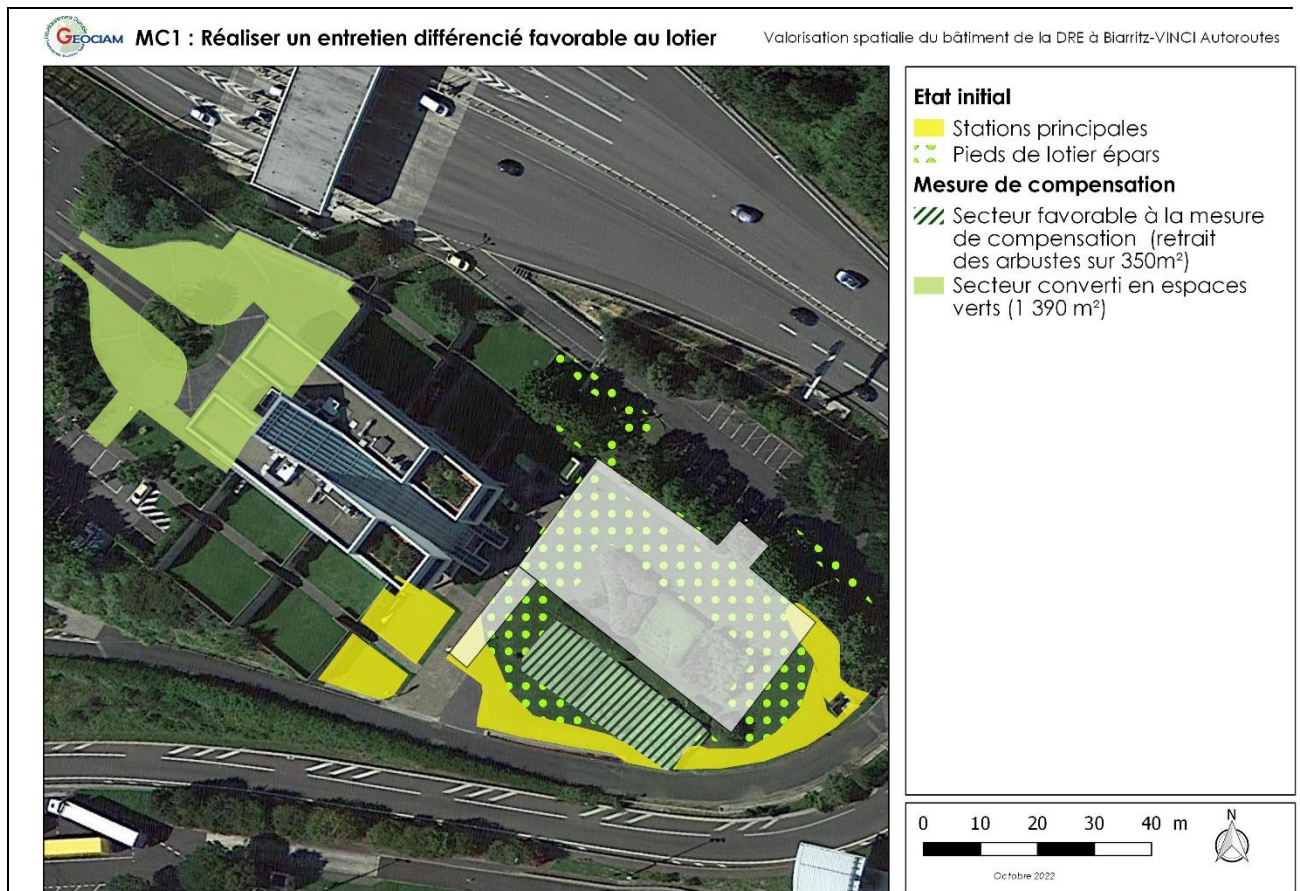 GEOCIAM MC1 : Réaliser un entretien différencié favorable au lotier Valorisation spatiale du bâtiment de la DRE à Biarritz-VINCI Autoroutes
Etat initial
Stations principales
Pieds de lotier épars
Mesure de compensation
Secteur favorable à la mesure
de compensation (retrait
des arbustes sur 350m²)
Secteur converti en espaces
verts (1 390 m²)
0 10 20 30 40 m
N
Octobre 2022